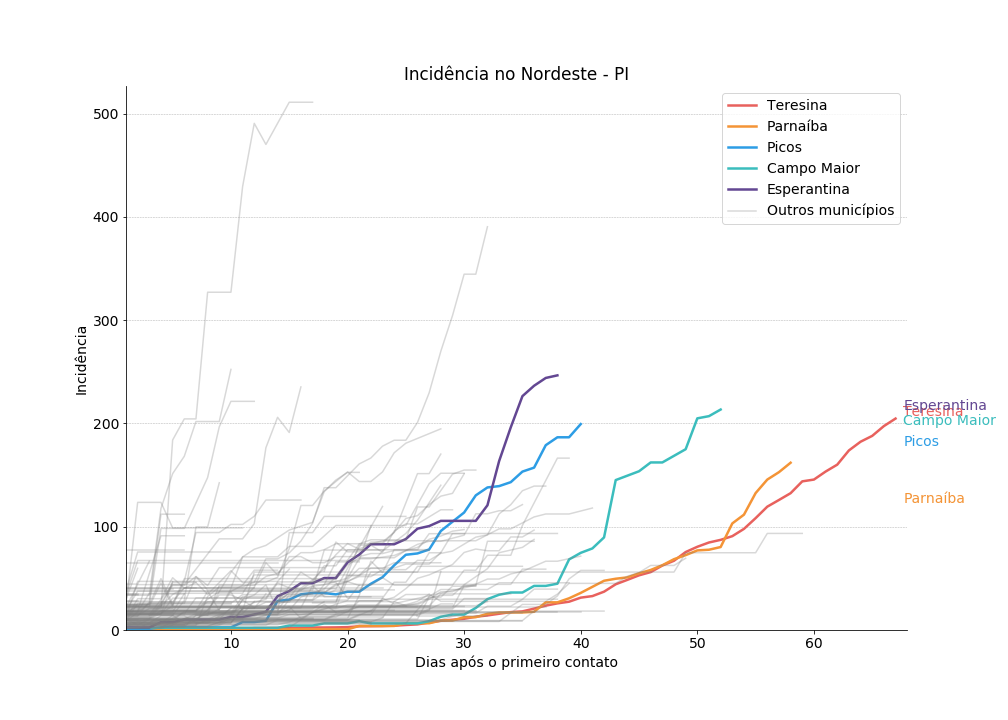 Incidência no Nordeste - PI
Teresina
Parnaíba
Picos
Campo Maior
Esperantina
Outros municípios
500
400
300
200
100
0
Incidência
10
20
30
40
50
60
Dias após o primeiro contato
Esperantina
Teresina
Campo Maior
Picos
Parnaíba